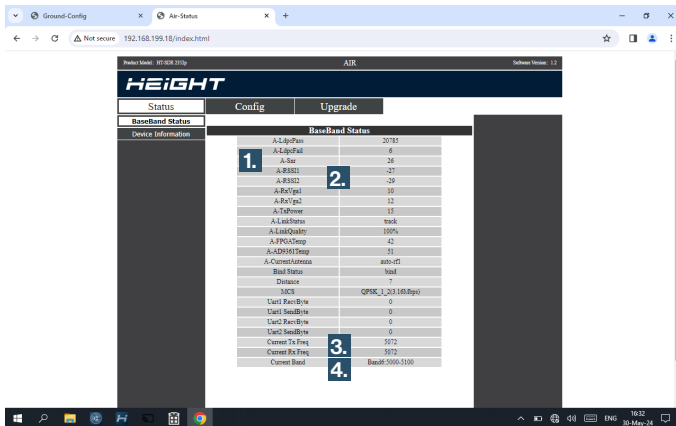 Ground-Config Air-Status
Not secure 192.168.199.18/index.html
Product Model: HT-SDR 2352p AIR Software Version: 1.2
HEIGHT
Status Config Upgrade
BaseBand Status
Device Information
BaseBand Status
A-LdpcPass 20785
A-LdpcFail 6
1.
A-Snr 26
A-RSSI1 -27
2.
A-RSSI2 -29
A-RxVga1 10
A-RxVga2 12
A-TxPower 15
A-LinkStatus track
A-LinkQuality 100%
A-FPGATemp 42
A-AD9361Temp 51
A-CurrentAntenna auto-rf1
Bind Status bind
Distance 7
MCS QPSK_1_2(3.16Mbps)
Uart1 RecvByte 0
Uart1 SendByte 0
Uart2 RecvByte 0
Uart2 SendByte 0
Current Tx Freq 5072
3.
Current Rx Freq 5072
Current Band Band6:5000-5100
4.
ENG 16:32
30-May-24